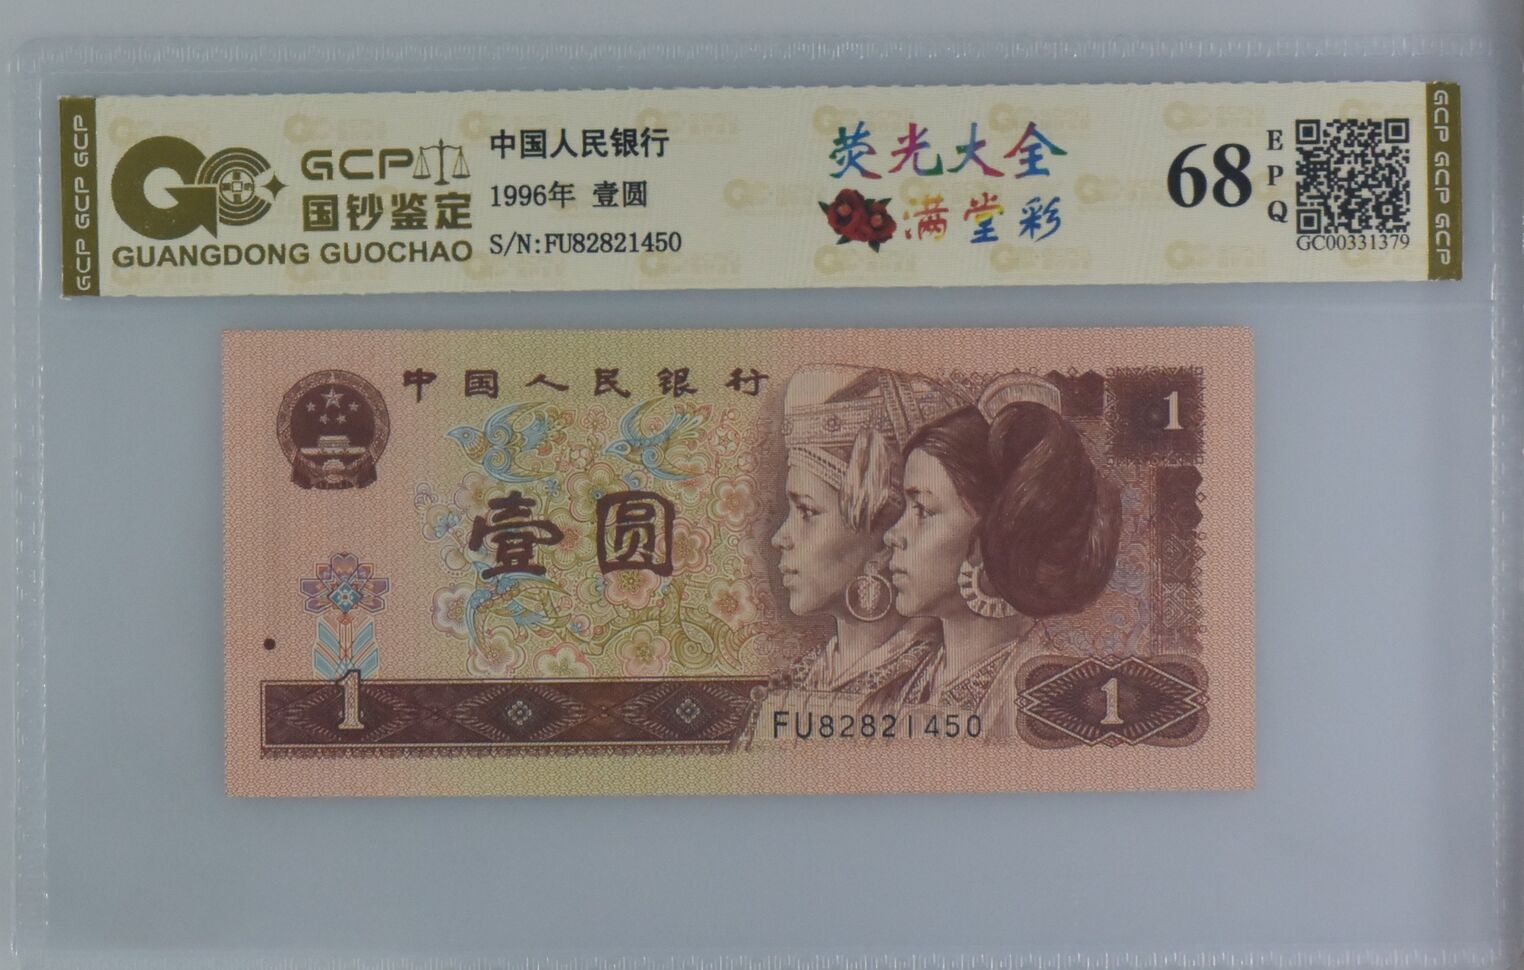 GCP GCP GCP
GCP
国钞鉴定
GUANGDONG GUOCHAO
中国人民银行
1996年 壹圆
S/N:FU82821450
荧光大全
满堂彩
68
EPQ
GC00331379
GCP GCP GCP
中国人民银行
1
壹圆
1
FU82821450
1